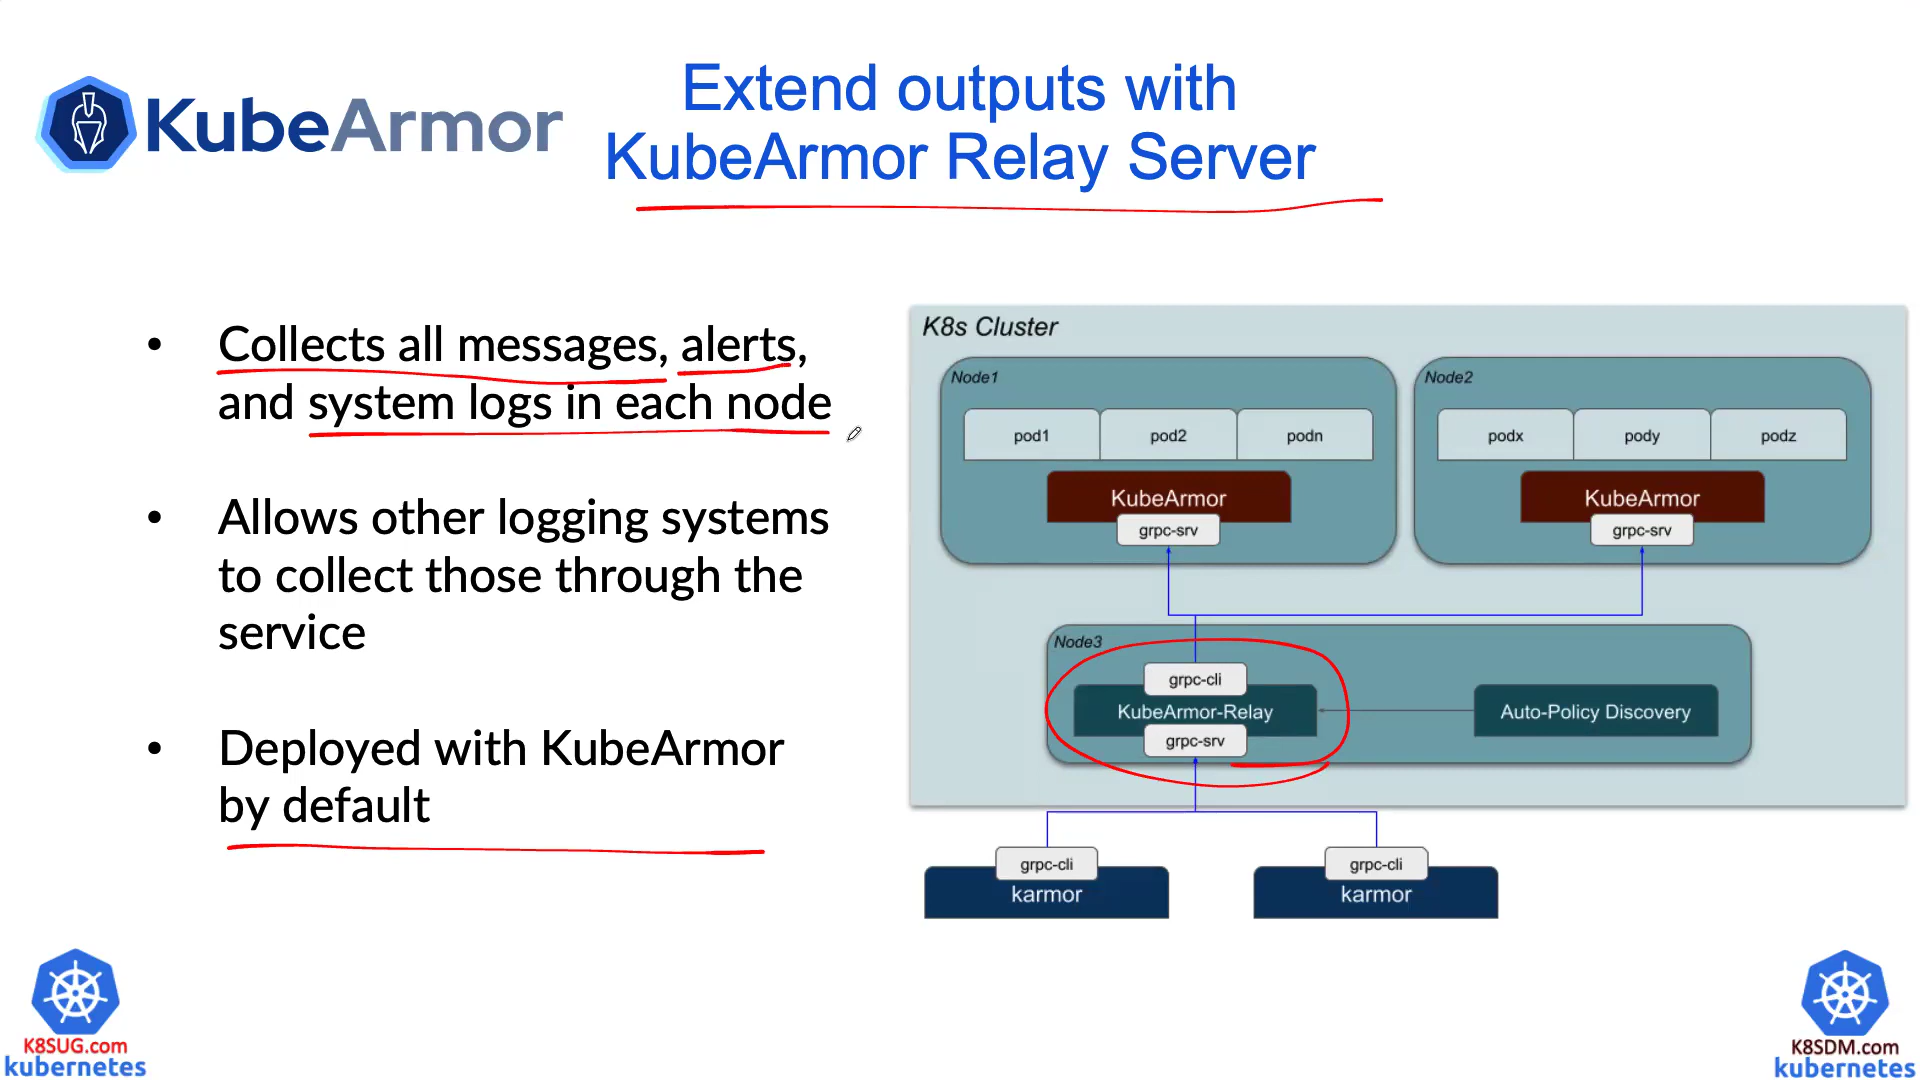 KubeArmor
Extend outputs with
KubeArmor Relay Server
• Collects all messages, alerts,
and system logs in each node
• Allows other logging systems
to collect those through the
service
• Deployed with KubeArmor
by default
K8s Cluster
Node1
pod1 pod2 podn
KubeArmor
grpc-srv
Node2
podx pody podz
KubeArmor
grpc-srv
Node3
grpc-cli
KubeArmor-Relay
grpc-srv
Auto-Policy Discovery
grpc-cli
karmor
grpc-cli
karmor
K8SUG.com
kubernetes
K8SDM.com
kubernetes